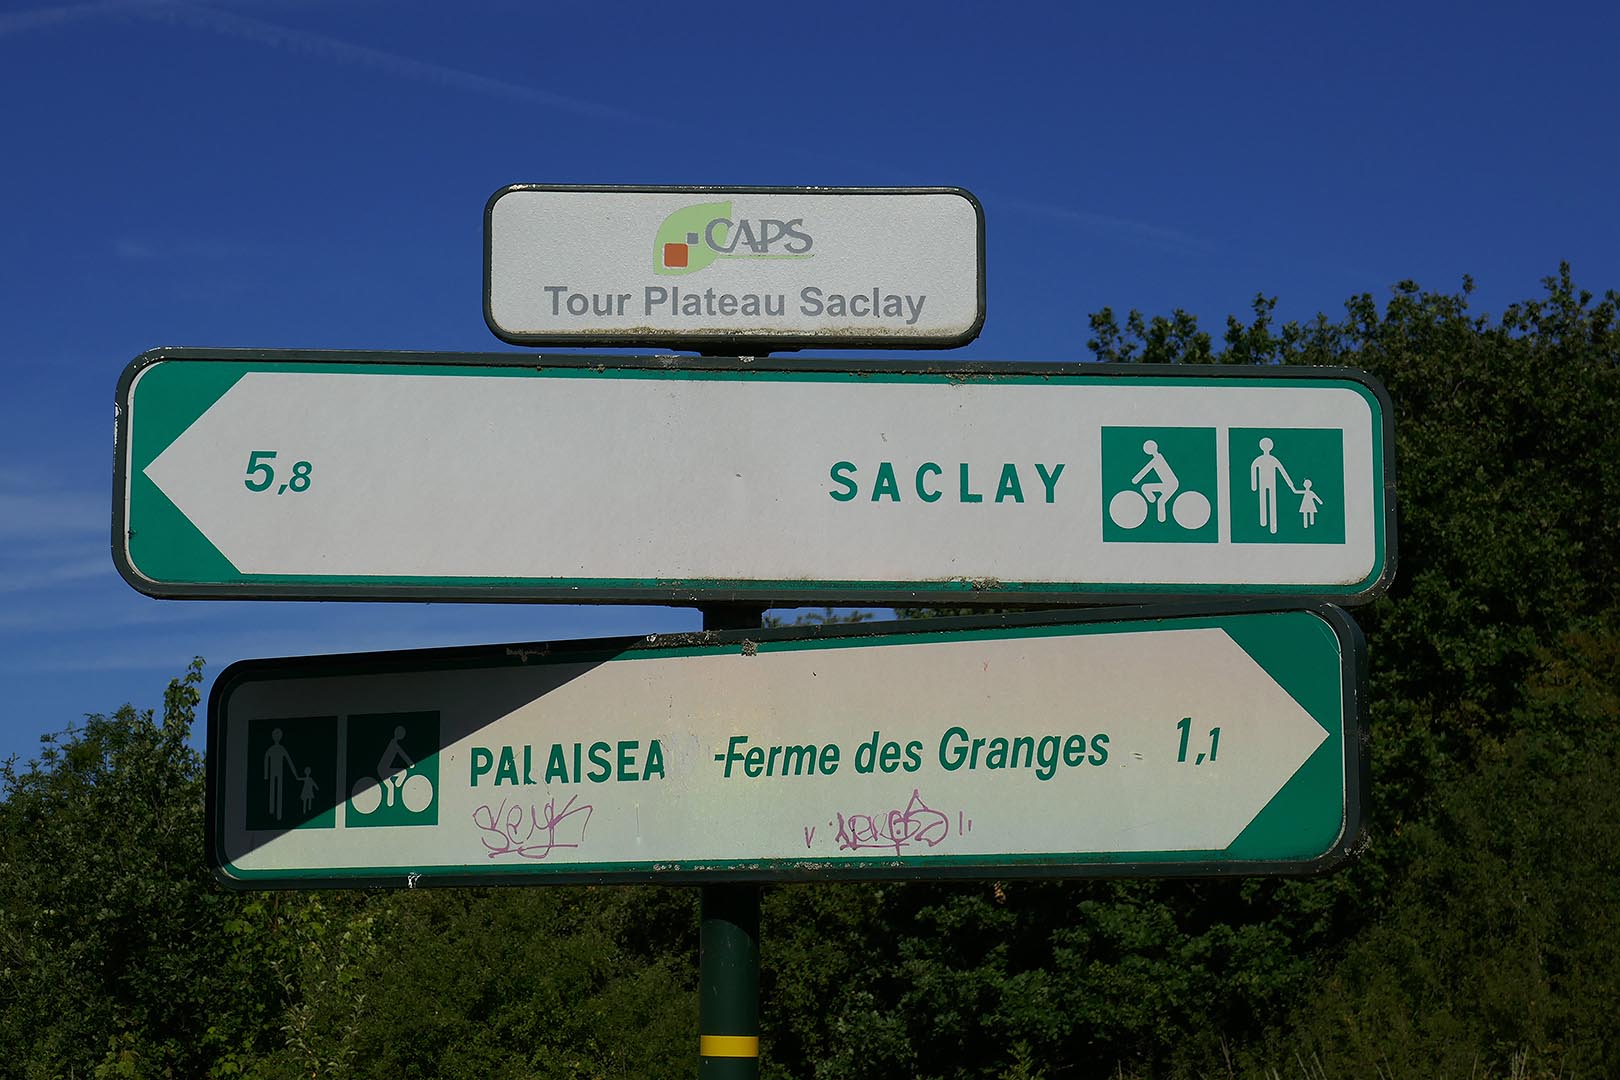 CAPS
Tour Plateau Saclay
5,8 SACLAY
PALAISEA -Ferme des Granges 1,1